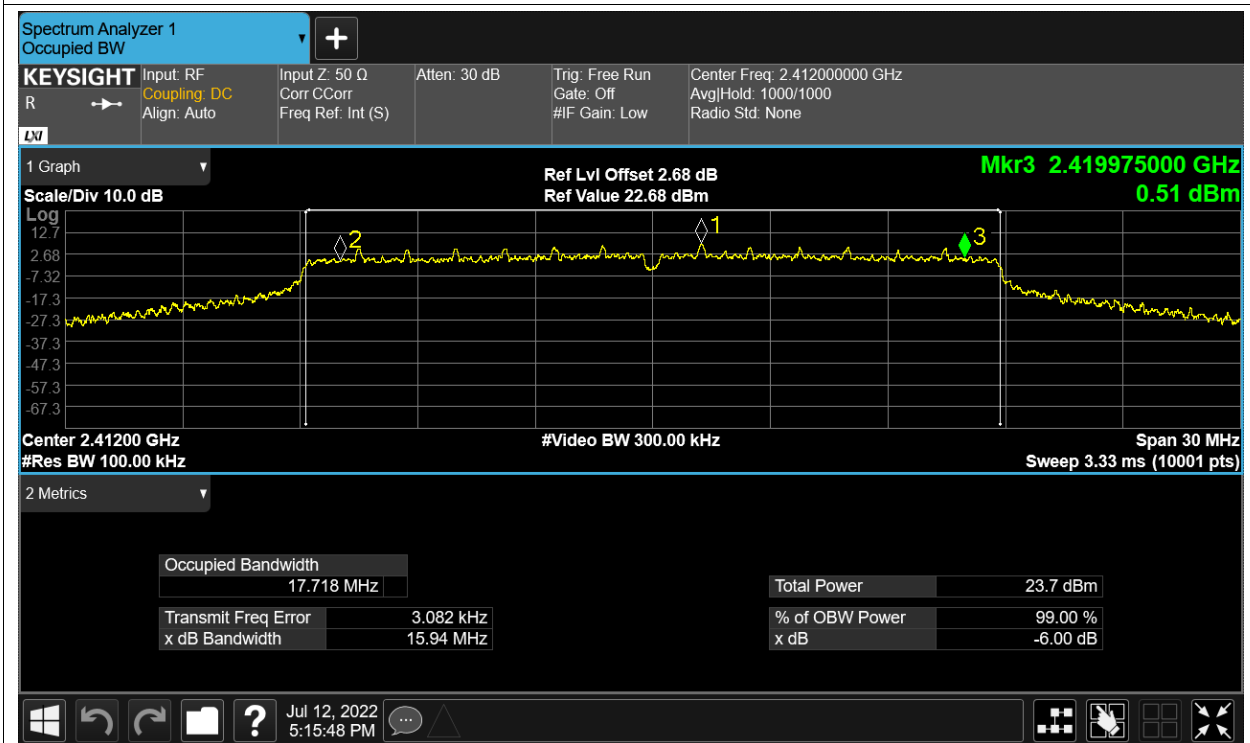 Spectrum Analyzer 1
Occupied BW
KEYSIGHT
R
LXI
Input: RF
Coupling: DC
Align: Auto
Input Z: 50 Ω
Corr CCorr
Freq Ref: Int (S)
Atten: 30 dB
Trig: Free Run
Gate: Off
#IF Gain: Low
Center Freq: 2.412000000 GHz
Avg|Hold: 1000/1000
Radio Std: None
1 Graph
Scale/Div 10.0 dB
Ref Lvl Offset 2.68 dB
Ref Value 22.68 dBm
Mkr3 2.419975000 GHz
0.51 dBm
Log
12.7
2.68
-7.32
-17.3
-27.3
-37.3
-47.3
-57.3
-67.3
2
1
3
Center 2.41200 GHz
#Res BW 100.00 kHz
#Video BW 300.00 kHz
Span 30 MHz
Sweep 3.33 ms (10001 pts)
2 Metrics
Occupied Bandwidth
17.718 MHz
Transmit Freq Error 3.082 kHz
x dB Bandwidth 15.94 MHz
Total Power 23.7 dBm
% of OBW Power 99.00 %
x dB -6.00 dB
?
Jul 12, 2022
5:15:48 PM